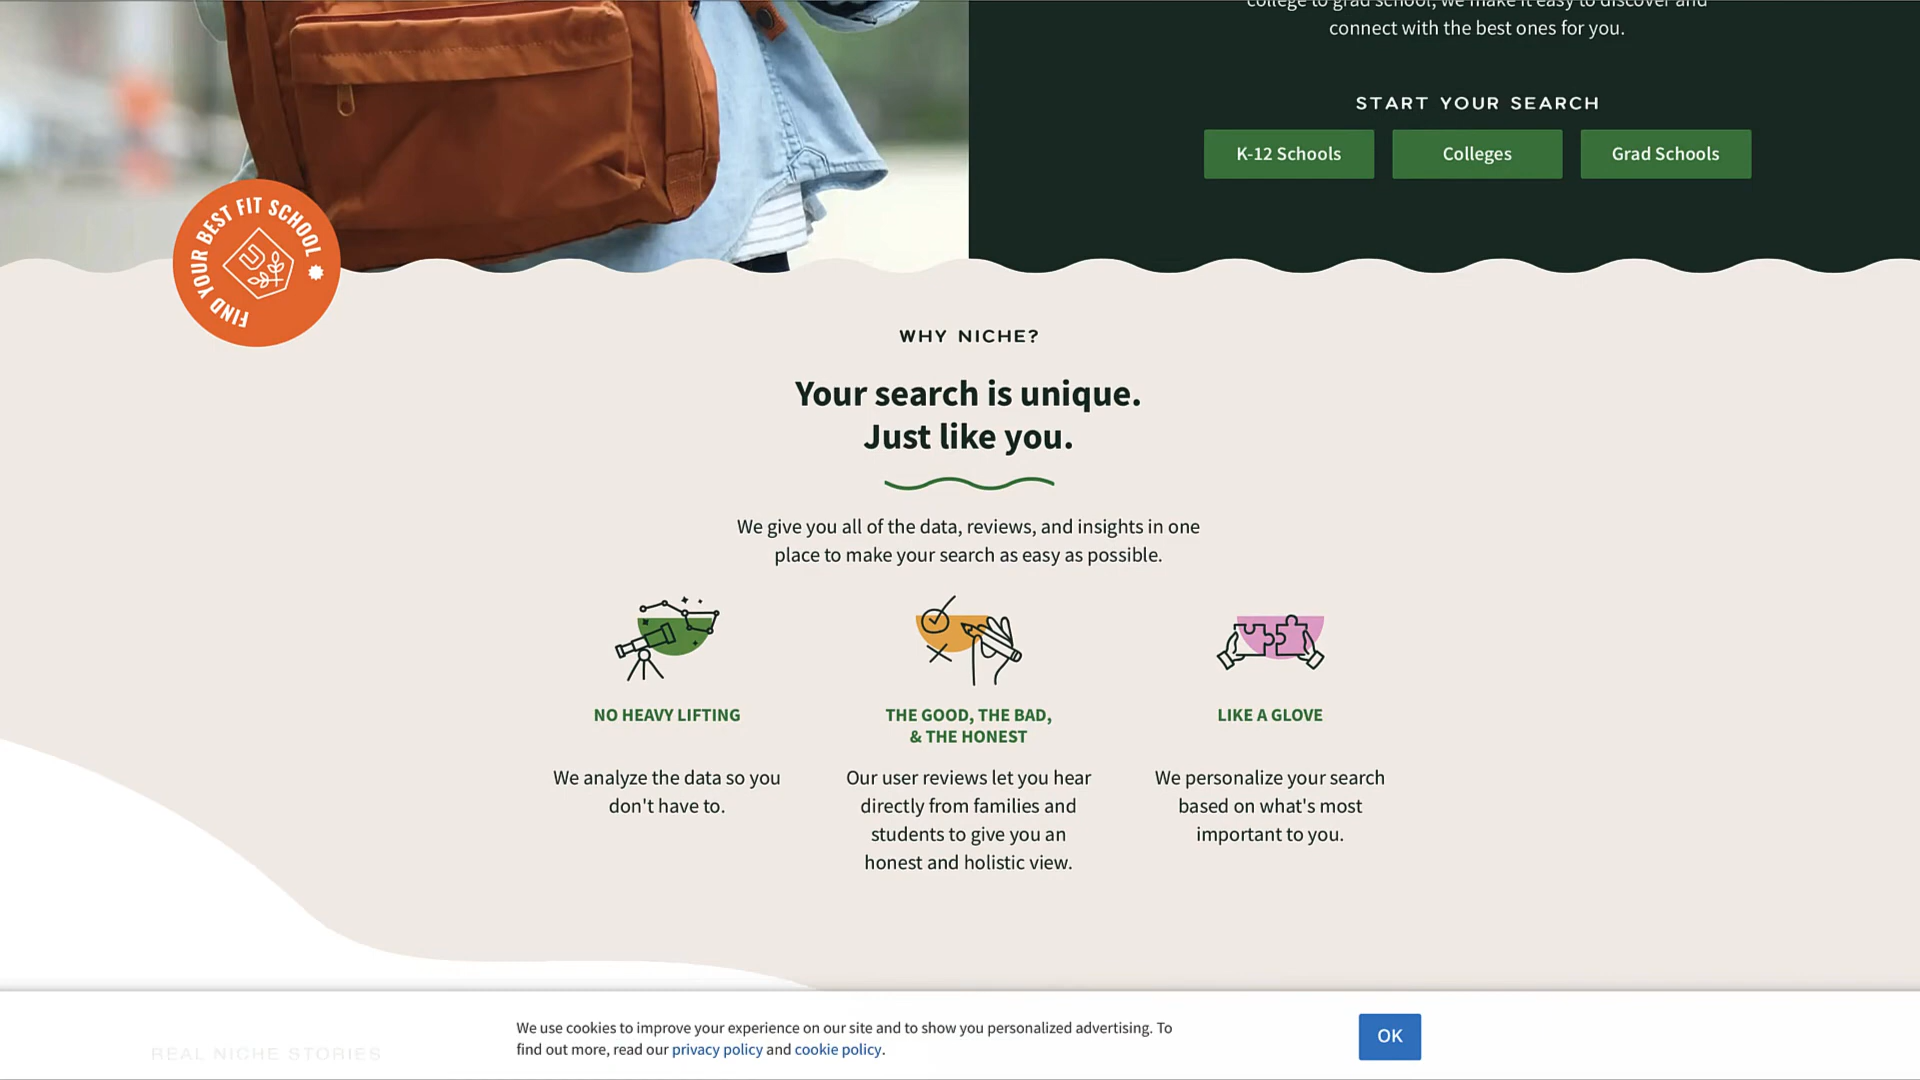 college to grad school, we make it easy to discover and
connect with the best ones for you.
START YOUR SEARCH
K-12 Schools
Colleges
Grad Schools
FIND YOUR BEST FIT SCHOOL
WHY NICHE?
Your search is unique.
Just like you.
We give you all of the data, reviews, and insights in one
place to make your search as easy as possible.
NO HEAVY LIFTING
We analyze the data so you
don't have to.
THE GOOD, THE BAD,
& THE HONEST
Our user reviews let you hear
directly from families and
students to give you an
honest and holistic view.
LIKE A GLOVE
We personalize your search
based on what's most
important to you.
REAL NICHE STORIES
We use cookies to improve your experience on our site and to show you personalized advertising. To
find out more, read our privacy policy and cookie policy.
OK